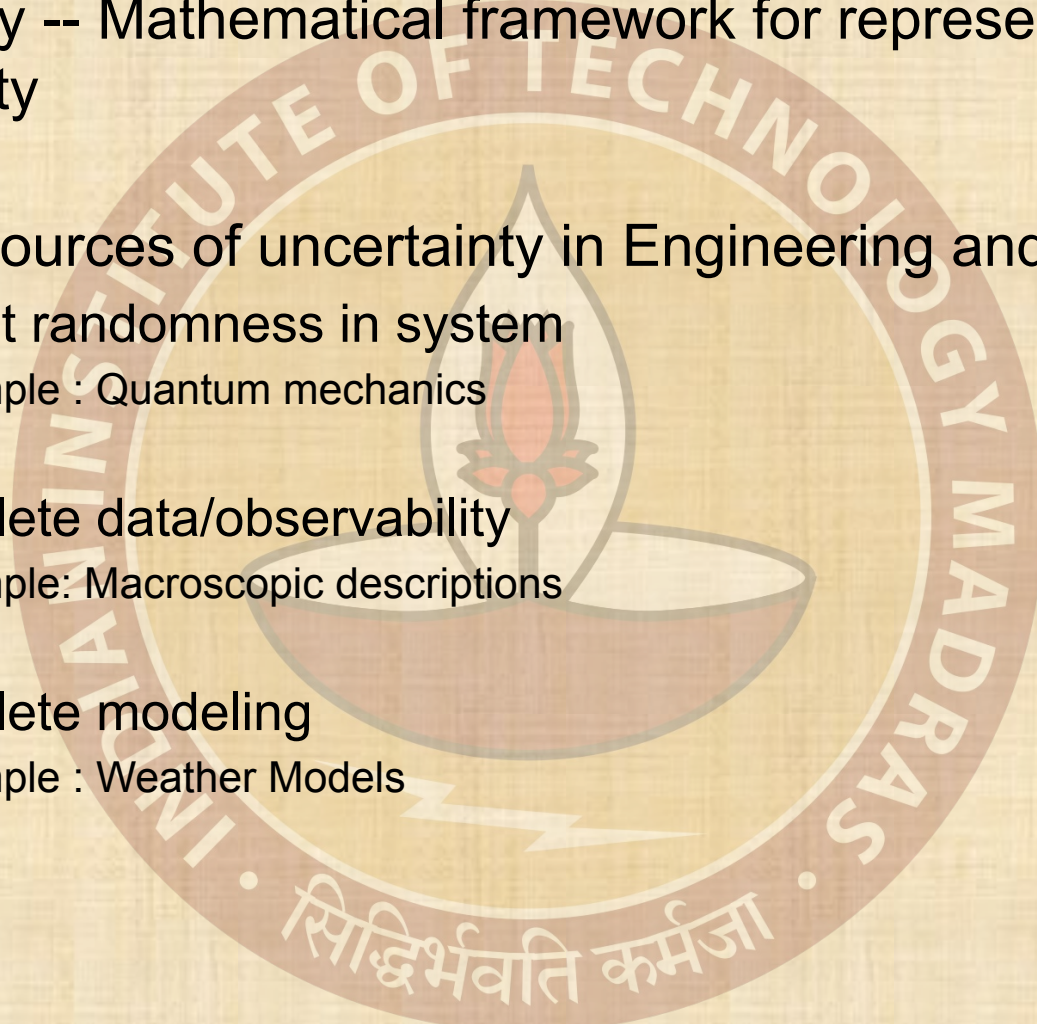 y -- Mathematical framework for represe
ty
ources of uncertainty in Engineering and
t randomness in system
ple : Quantum mechanics
lete data/observability
ple: Macroscopic descriptions
lete modeling
ple : Weather Models
INDIAN INSTITUTE OF TECHNOLOGY MADRAS
सिद्धिर्भवति कर्मजा